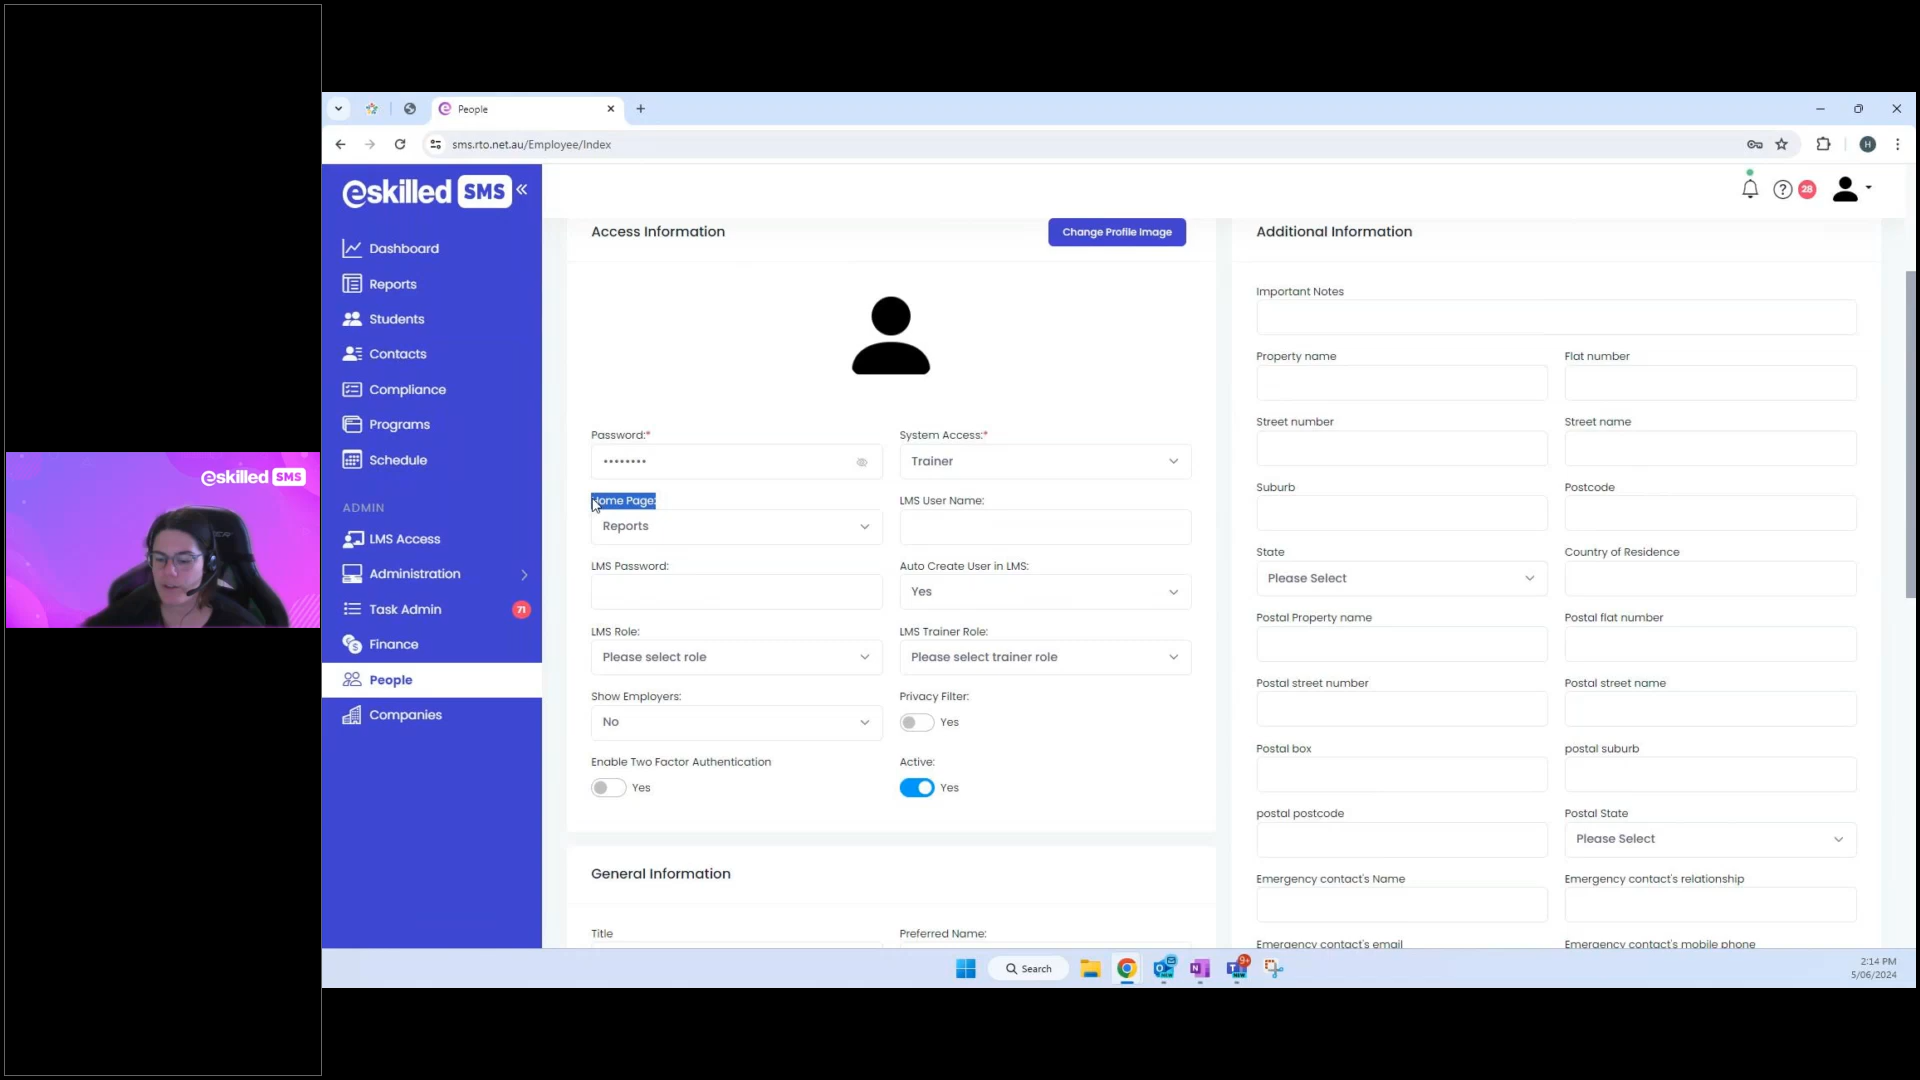 People
sms.rto.net.au/Employee/Index
H
eskilled SMS
28
Dashboard
Reports
Students
Contacts
Compliance
Programs
Schedule
ADMIN
LMS Access
Administration
Task Admin
71
Finance
People
Companies
Access Information
Change Profile Image
Password:*
System Access:*
••••••••
Trainer
Home Page:
LMS User Name:
Reports
LMS Password:
Auto Create User in LMS:
Yes
LMS Role:
LMS Trainer Role:
Please select role
Please select trainer role
Show Employers:
Privacy Filter:
No
Yes
Enable Two Factor Authentication
Active:
Yes
Yes
General Information
Title
Preferred Name:
Additional Information
Important Notes
Property name
Flat number
Street number
Street name
Suburb
Postcode
State
Country of Residence
Please Select
Postal Property name
Postal flat number
Postal street number
Postal street name
Postal box
postal suburb
postal postcode
Postal State
Please Select
Emergency contact's Name
Emergency contact's relationship
Emergency contact's email
Emergency contact's mobile phone
eskilled SMS
Search
9+
2:14 PM
5/06/2024